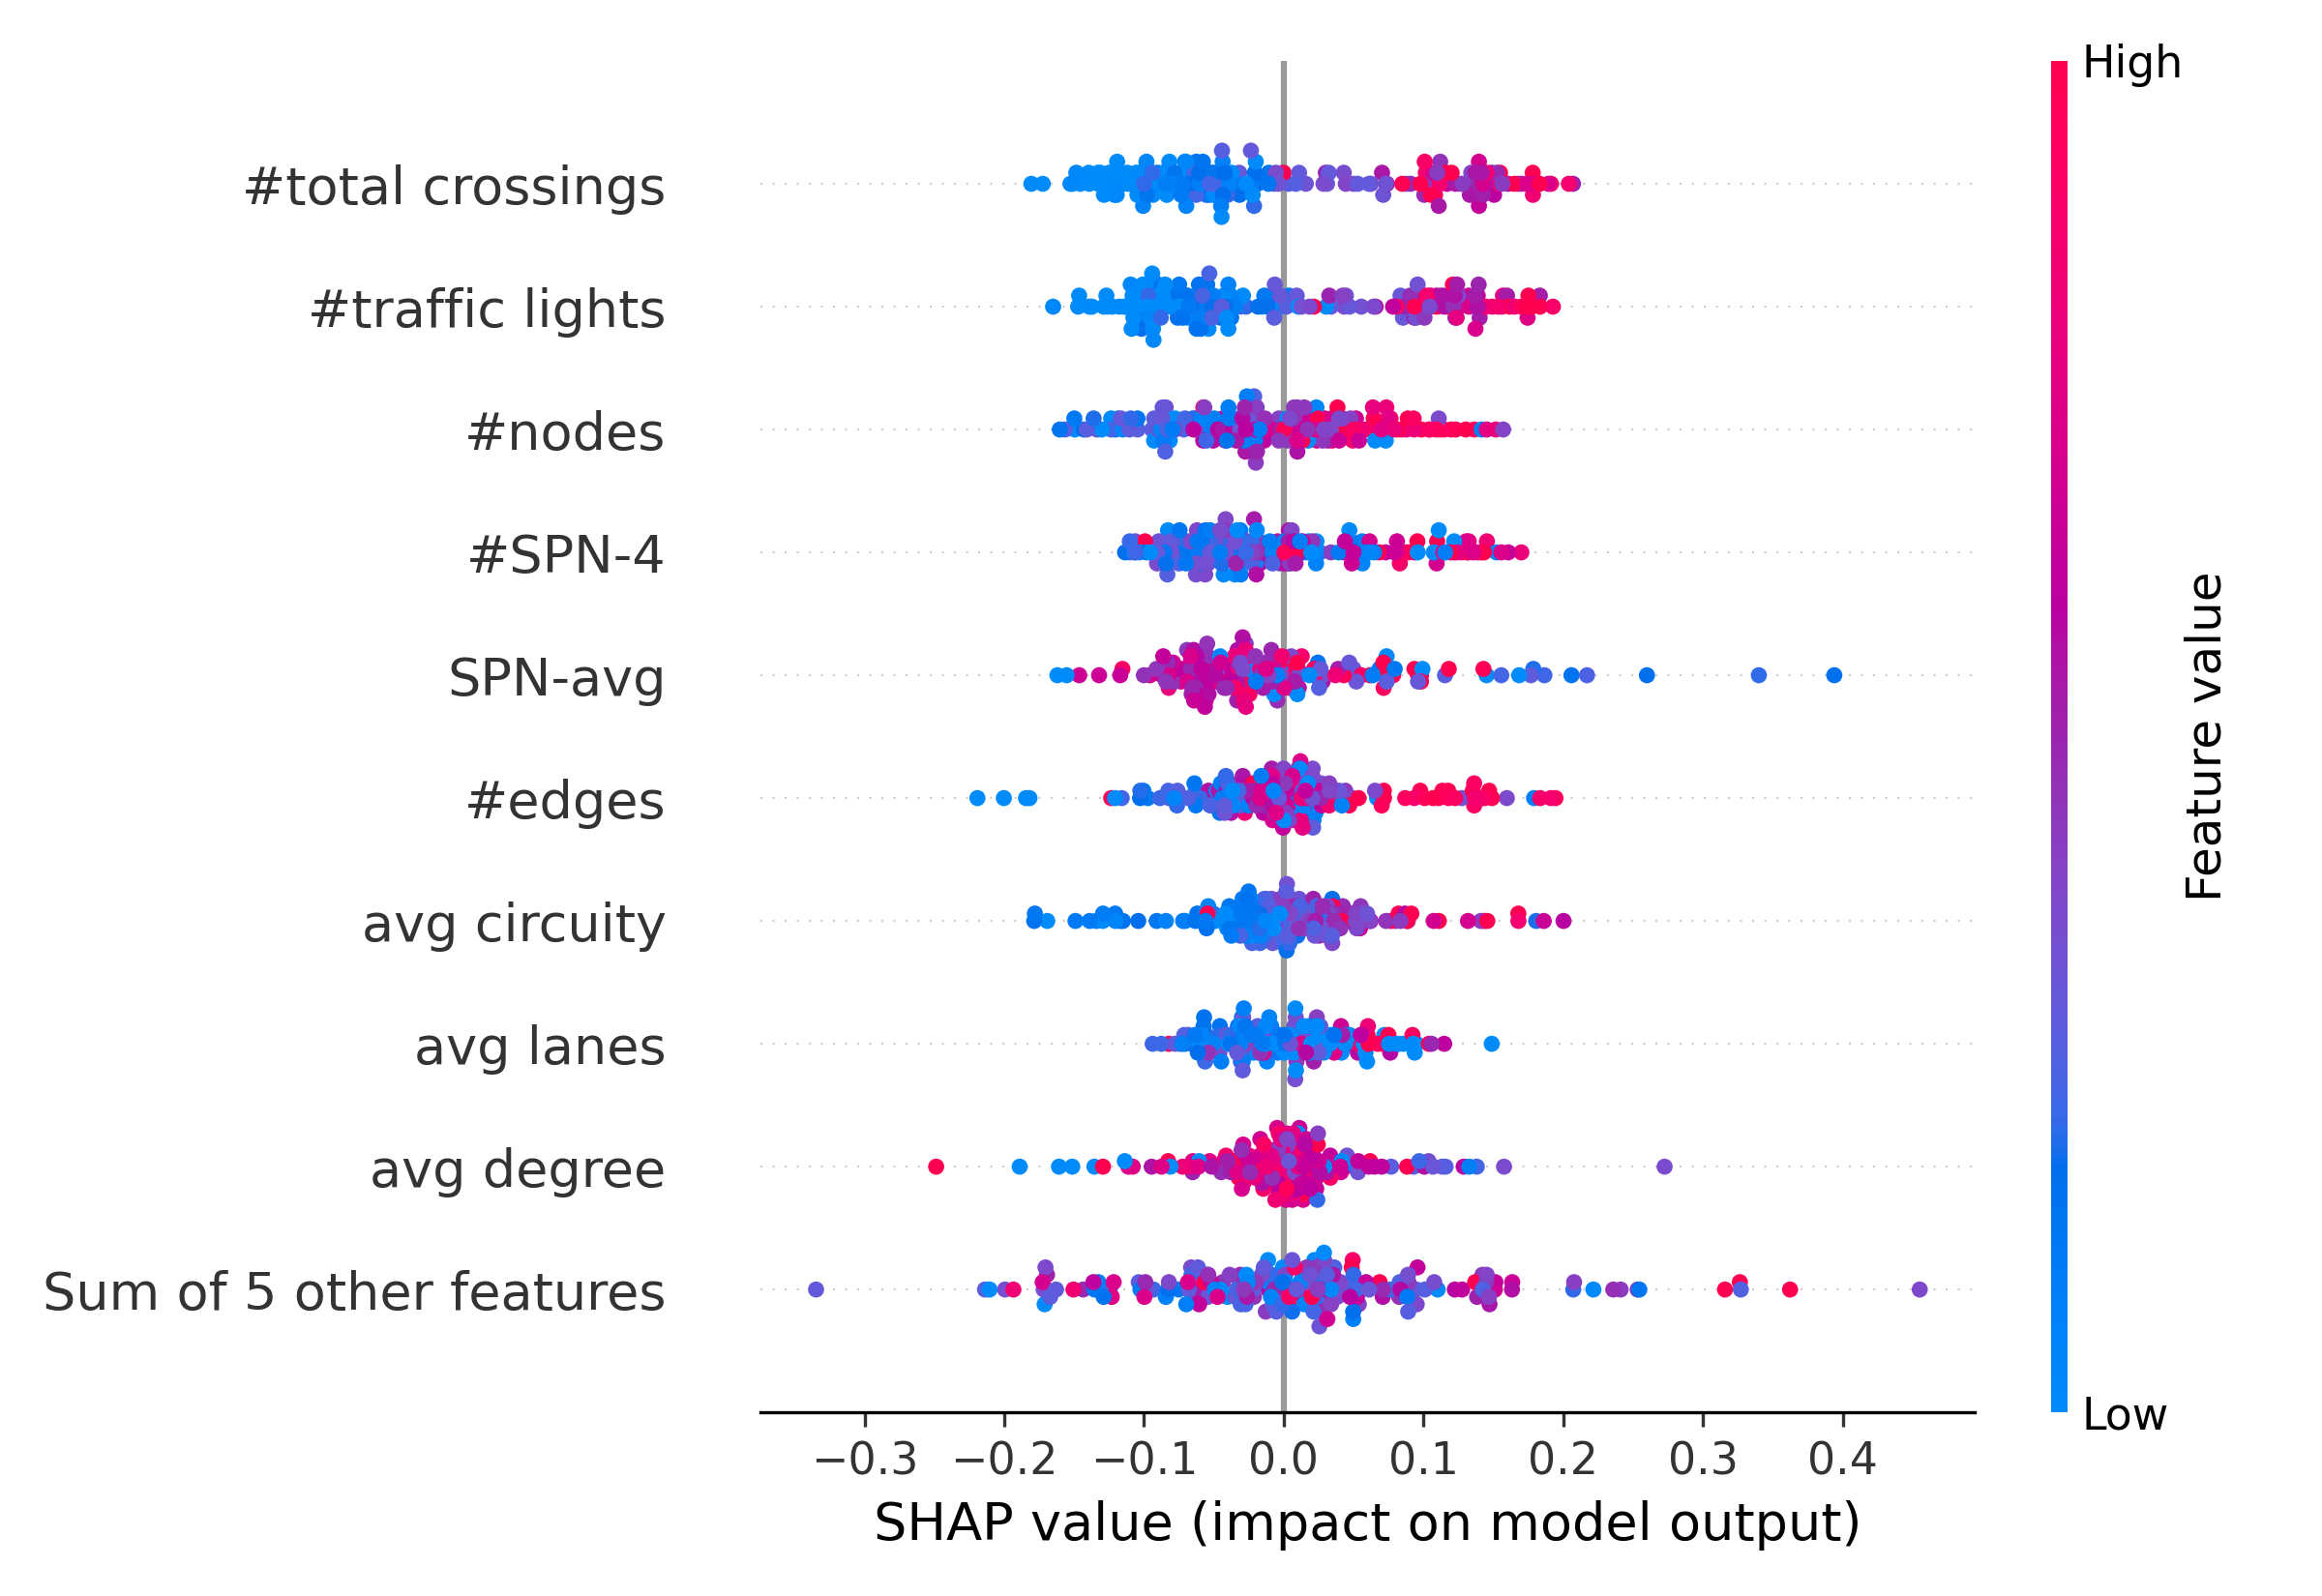 High
#total crossings
#traffic lights
#nodes
#SPN-4
SPN-avg
#edges
avg circuity
avg lanes
avg degree
Sum of 5 other features
Feature value
Low
−0.3 −0.2 −0.1 0.0 0.1 0.2 0.3 0.4
SHAP value (impact on model output)